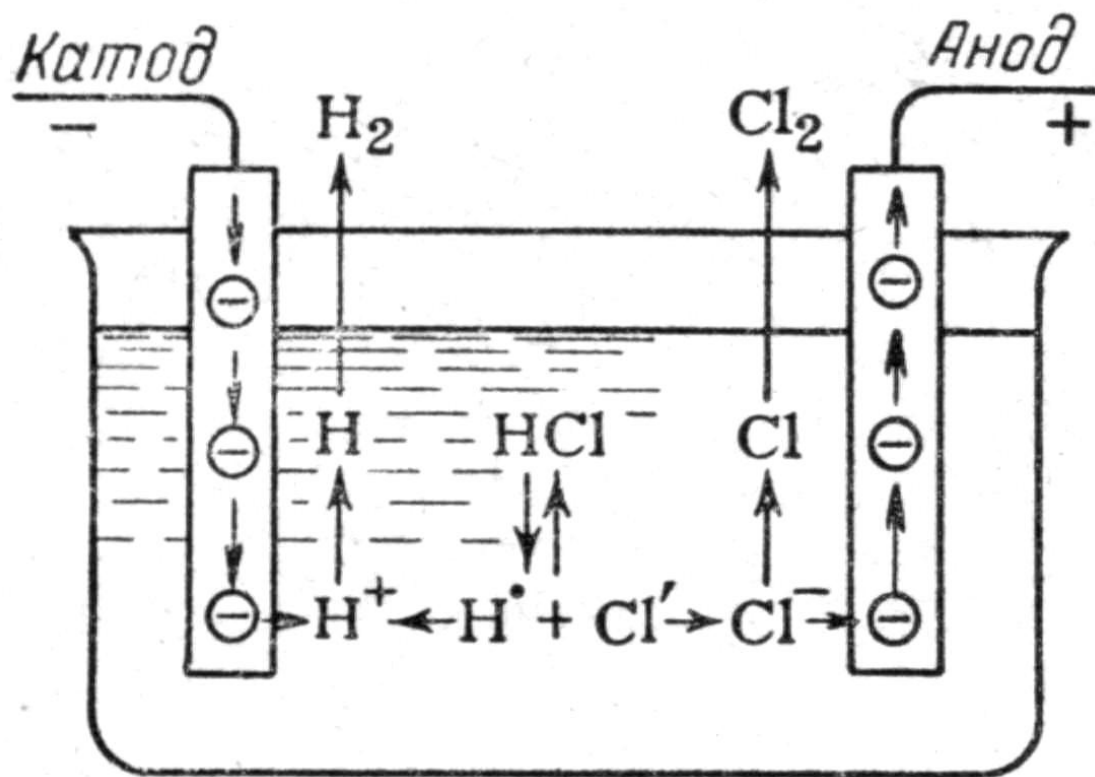 Катод Анод
− H₂ Cl₂ +
⊖ ⊖
H HCl Cl
⊖ ⊖
⊖ H⁺ ← H• + Cl′ → Cl⁻ → ⊖